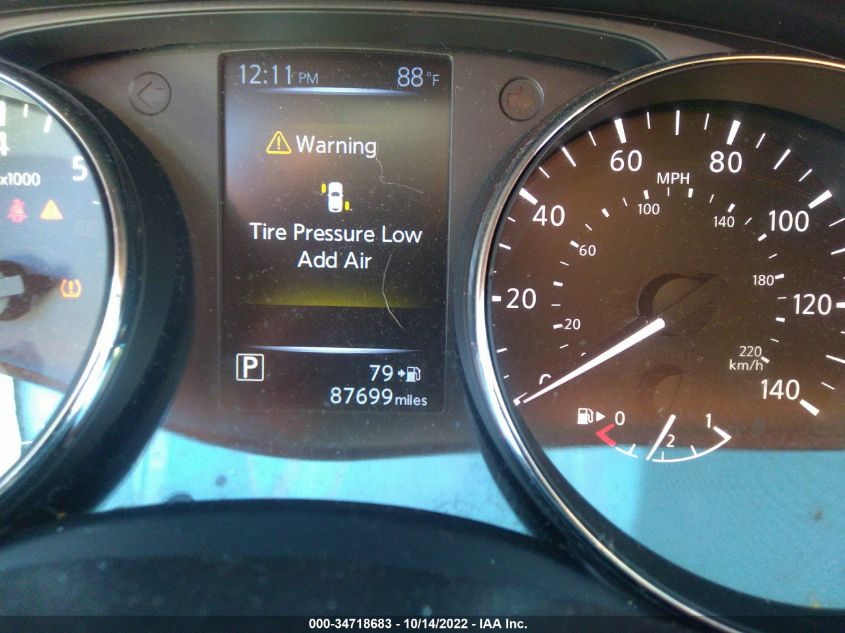 12:11 PM 88°F
Warning
Tire Pressure Low
Add Air
P
79
87699 miles
4
5
x1000
0
20
40
60
80
100
120
140
MPH
20
60
100
140
180
220
km/h
0
2
1
000-34718683 - 10/14/2022 - IAA Inc.